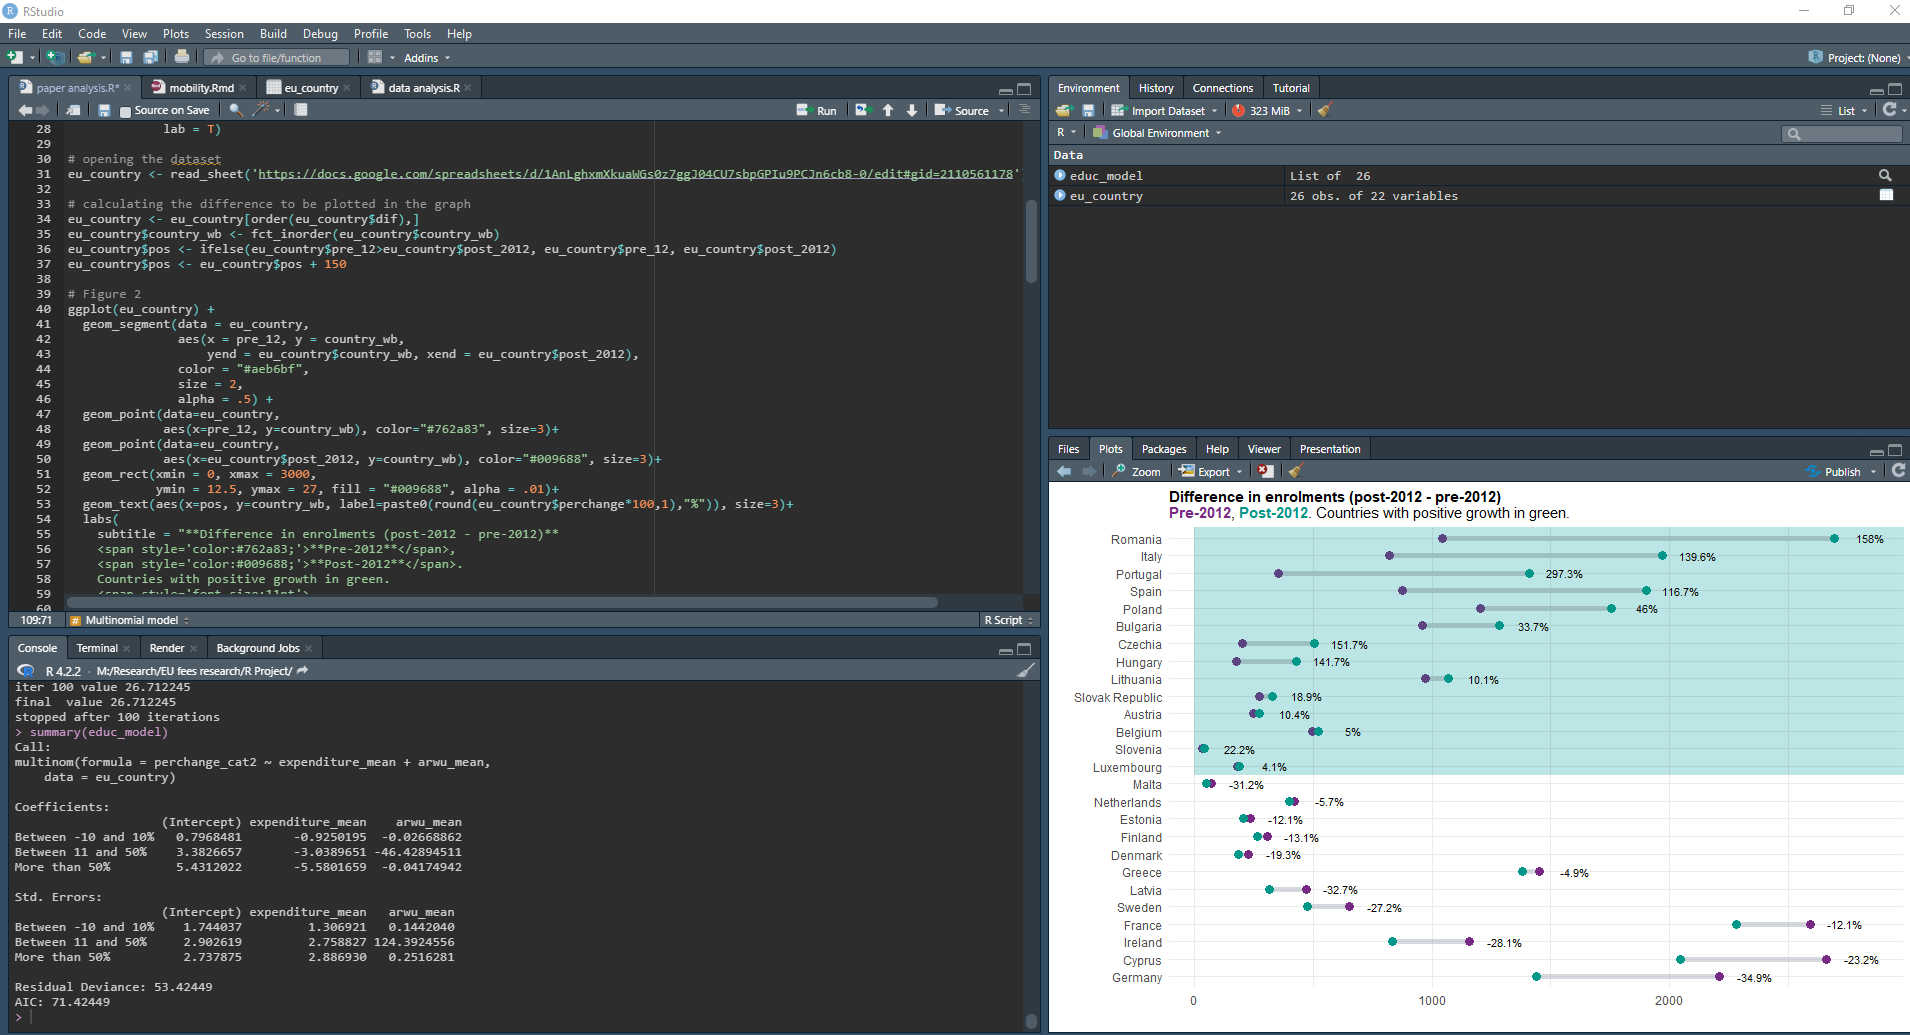 RStudio
File Edit Code View Plots Session Build Debug Profile Tools Help
Go to file/function Addins Project: (None)
paper analysis.R* mobility.Rmd eu_country data analysis.R
Source on Save Run Source
28 lab = T)
29
30 # opening the dataset
31 eu_country <- read_sheet('https://docs.google.com/spreadsheets/d/1AnLghxmXkuaWGs0z7ggJ04CU7sbpGPIu9PCJn6cb8-0/edit#gid=2110561178'
32
33 # calculating the difference to be plotted in the graph
34 eu_country <- eu_country[order(eu_country$dif),]
35 eu_country$country_wb <- fct_inorder(eu_country$country_wb)
36 eu_country$pos <- ifelse(eu_country$pre_12>eu_country$post_2012, eu_country$pre_12, eu_country$post_2012)
37 eu_country$pos <- eu_country$pos + 150
38
39 # Figure 2
40 ggplot(eu_country) +
41 geom_segment(data = eu_country,
42 aes(x = pre_12, y = country_wb,
43 yend = eu_country$country_wb, xend = eu_country$post_2012),
44 color = "#aeb6bf",
45 size = 2,
46 alpha = .5) +
47 geom_point(data=eu_country,
48 aes(x=pre_12, y=country_wb), color="#762a83", size=3)+
49 geom_point(data=eu_country,
50 aes(x=eu_country$post_2012, y=country_wb), color="#009688", size=3)+
51 geom_rect(xmin = 0, xmax = 3000,
52 ymin = 12.5, ymax = 27, fill = "#009688", alpha = .01)+
53 geom_text(aes(x=pos, y=country_wb, label=paste0(round(eu_country$perchange*100,1),"%")), size=3)+
54 labs(
55 subtitle = "**Difference in enrolments (post-2012 - pre-2012)**
56 <span style='color:#762a83;'>**Pre-2012**</span>,
57 <span style='color:#009688;'>**Post-2012**</span>.
58 Countries with positive growth in green.
59 <span style='font-size:11pt'>
60
109:71 Multinomial model R Script
Console Terminal Render Background Jobs
R 4.2.2 · M:/Research/EU fees research/R Project/
iter 100 value 26.712245
final value 26.712245
stopped after 100 iterations
> summary(educ_model)
Call:
multinom(formula = perchange_cat2 ~ expenditure_mean + arwu_mean,
data = eu_country)
Coefficients:
(Intercept) expenditure_mean arwu_mean
Between -10 and 10% 0.7968481 -0.9250195 -0.02668862
Between 11 and 50% 3.3826657 -3.0389651 -46.42894511
More than 50% 5.4312022 -5.5801659 -0.04174942
Std. Errors:
(Intercept) expenditure_mean arwu_mean
Between -10 and 10% 1.744037 1.306921 0.1442040
Between 11 and 50% 2.902619 2.758827 124.3924556
More than 50% 2.737875 2.886930 0.2516281
Residual Deviance: 53.42449
AIC: 71.42449
>
Environment History Connections Tutorial
Import Dataset 323 MiB List
R Global Environment
Data
educ_model List of 26
eu_country 26 obs. of 22 variables
Files Plots Packages Help Viewer Presentation
Zoom Export Publish
Difference in enrolments (post-2012 - pre-2012)
Pre-2012, Post-2012. Countries with positive growth in green.
Romania 158%
Italy 139.6%
Portugal 297.3%
Spain 116.7%
Poland 46%
Bulgaria 33.7%
Czechia 151.7%
Hungary 141.7%
Lithuania 10.1%
Slovak Republic 18.9%
Austria 10.4%
Belgium 5%
Slovenia 22.2%
Luxembourg 4.1%
Malta -31.2%
Netherlands -5.7%
Estonia -12.1%
Finland -13.1%
Denmark -19.3%
Greece -4.9%
Latvia -32.7%
Sweden -27.2%
France -12.1%
Ireland -28.1%
Cyprus -23.2%
Germany -34.9%
0 1000 2000